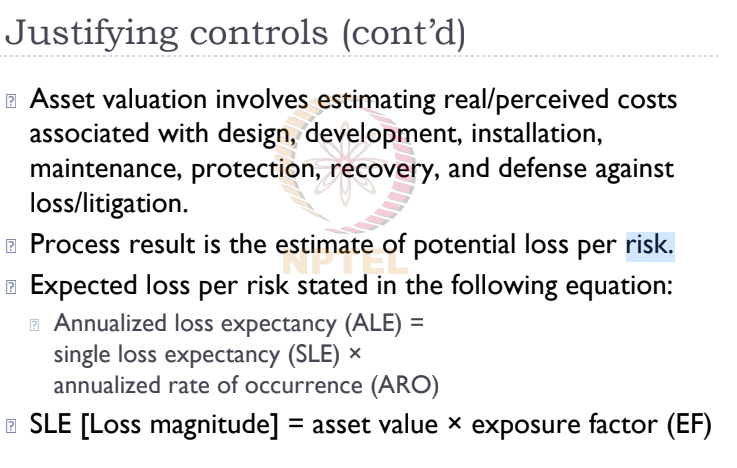 Justifying controls (cont’d)
Asset valuation involves estimating real/perceived costs
associated with design, development, installation,
maintenance, protection, recovery, and defense against
loss/litigation.
Process result is the estimate of potential loss per risk.
NPTEL
Expected loss per risk stated in the following equation:
Annualized loss expectancy (ALE) =
single loss expectancy (SLE) ×
annualized rate of occurrence (ARO)
SLE [Loss magnitude] = asset value × exposure factor (EF)